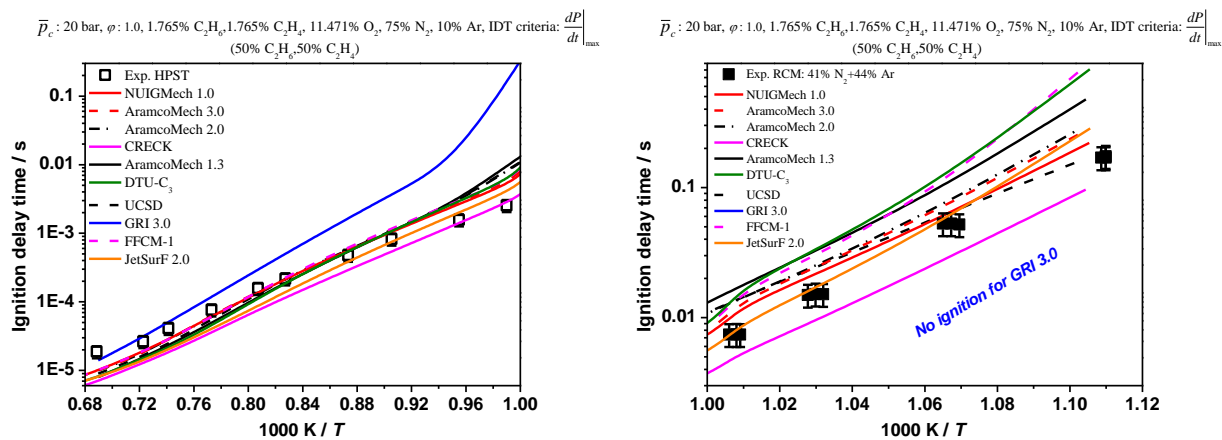 p̅c : 20 bar, φ : 1.0, 1.765% C2H6,1.765% C2H4, 11.471% O2, 75% N2, 10% Ar, IDT criteria: dP/dt|max
(50% C2H6,50% C2H4)
Exp. HPST
NUIGMech 1.0
AramcoMech 3.0
AramcoMech 2.0
CRECK
AramcoMech 1.3
DTU-C3
UCSD
GRI 3.0
FFCM-1
JetSurF 2.0
Ignition delay time / s
0.1
0.01
1E-3
1E-4
1E-5
0.68 0.72 0.76 0.80 0.84 0.88 0.92 0.96 1.00
1000 K / T
p̅c : 20 bar, φ : 1.0, 1.765% C2H6,1.765% C2H4, 11.471% O2, 75% N2, 10% Ar, IDT criteria: dP/dt|max
(50% C2H6,50% C2H4)
Exp. RCM: 41% N2+44% Ar
NUIGMech 1.0
AramcoMech 3.0
AramcoMech 2.0
CRECK
AramcoMech 1.3
DTU-C3
UCSD
GRI 3.0
FFCM-1
JetSurF 2.0
No ignition for GRI 3.0
Ignition delay time / s
0.1
0.01
1.00 1.02 1.04 1.06 1.08 1.10 1.12
1000 K / T